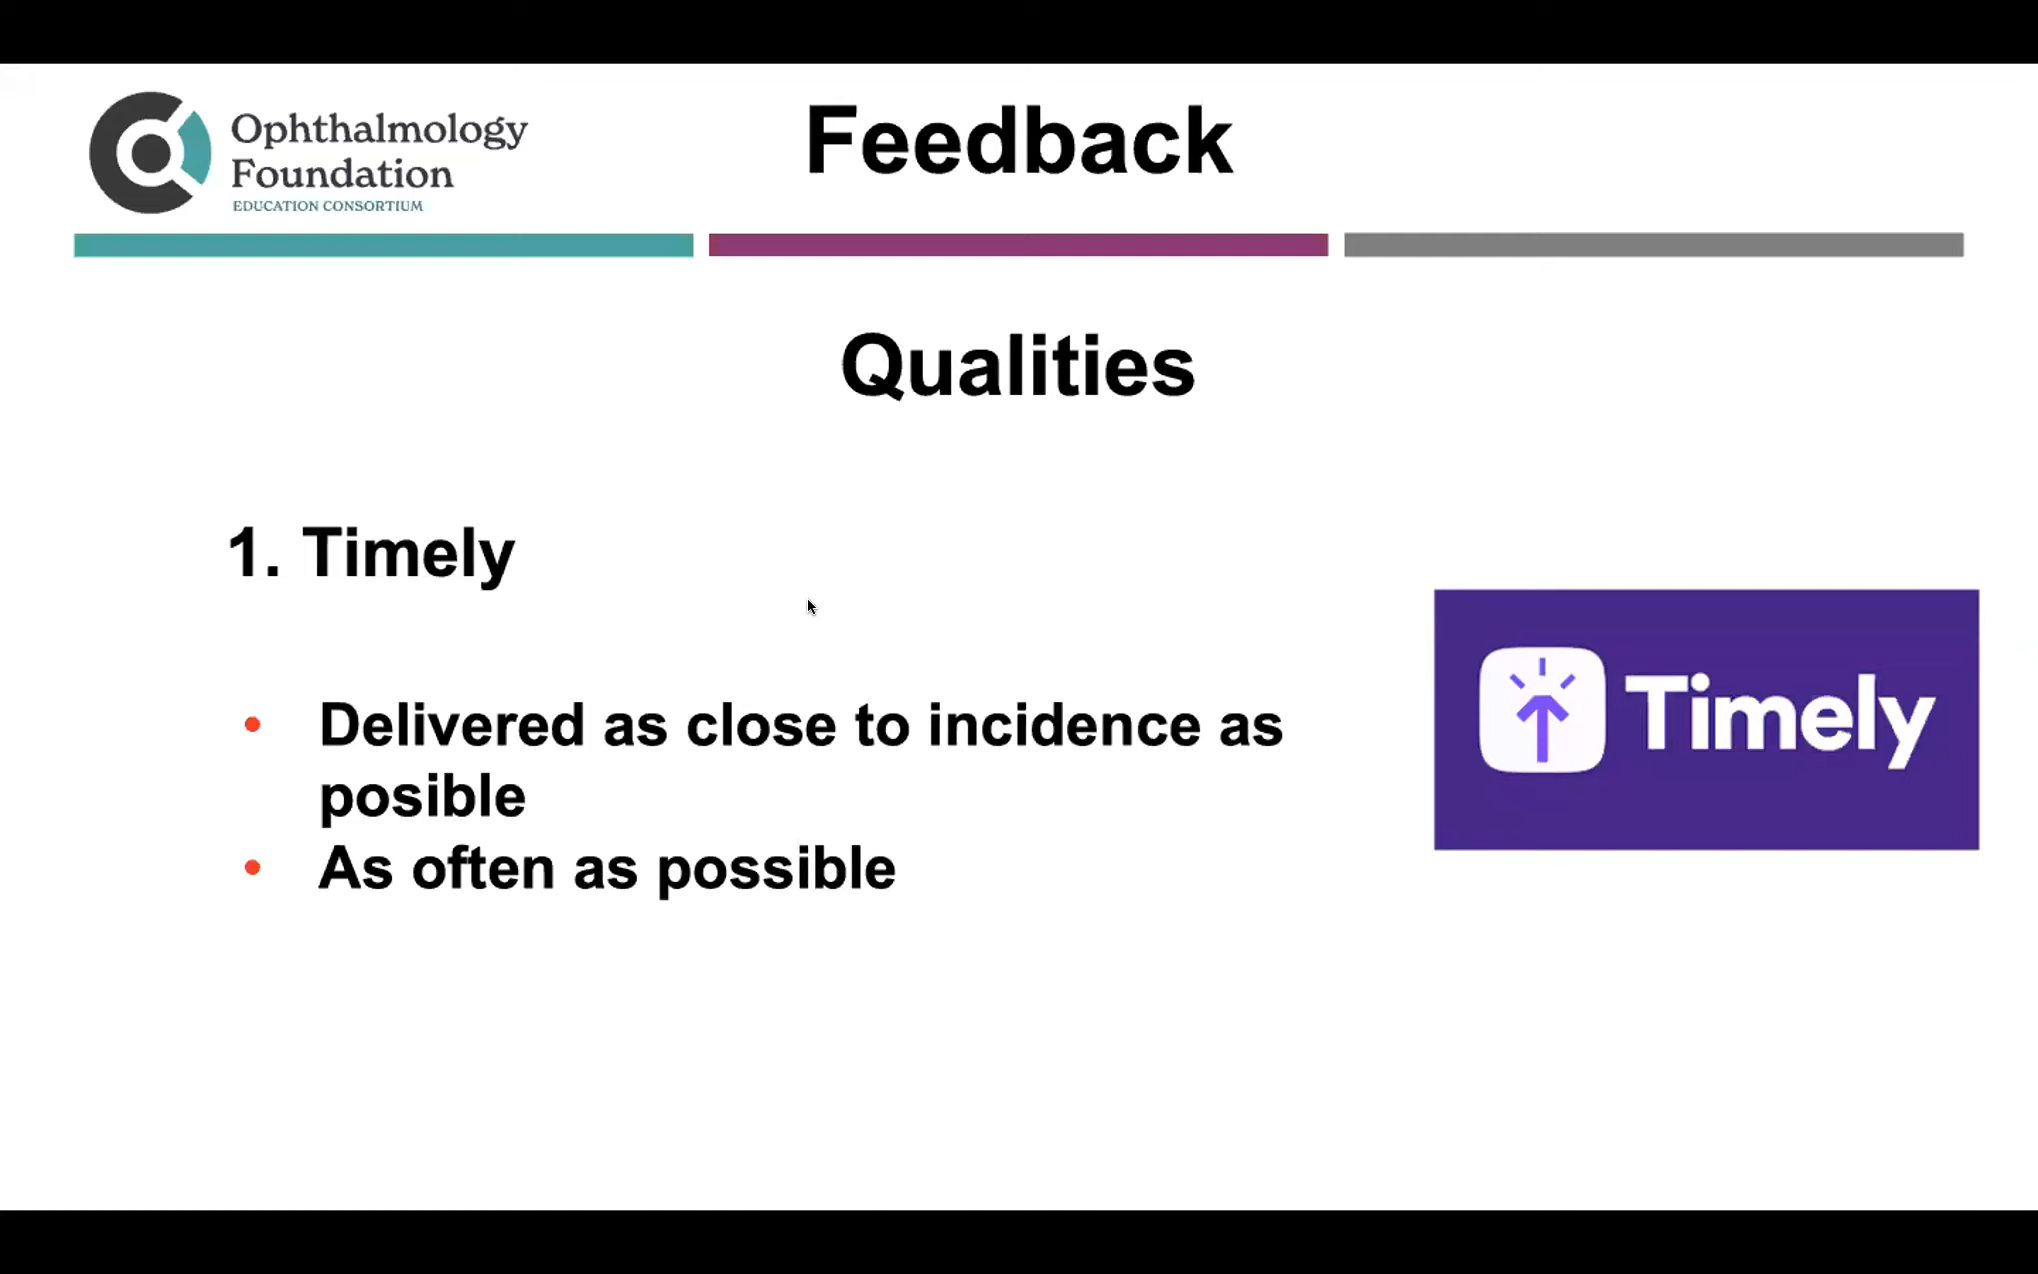 Ophthalmology
Foundation
EDUCATION CONSORTIUM
Feedback
Qualities
1. Timely
• Delivered as close to incidence as
posible
• As often as possible
Timely